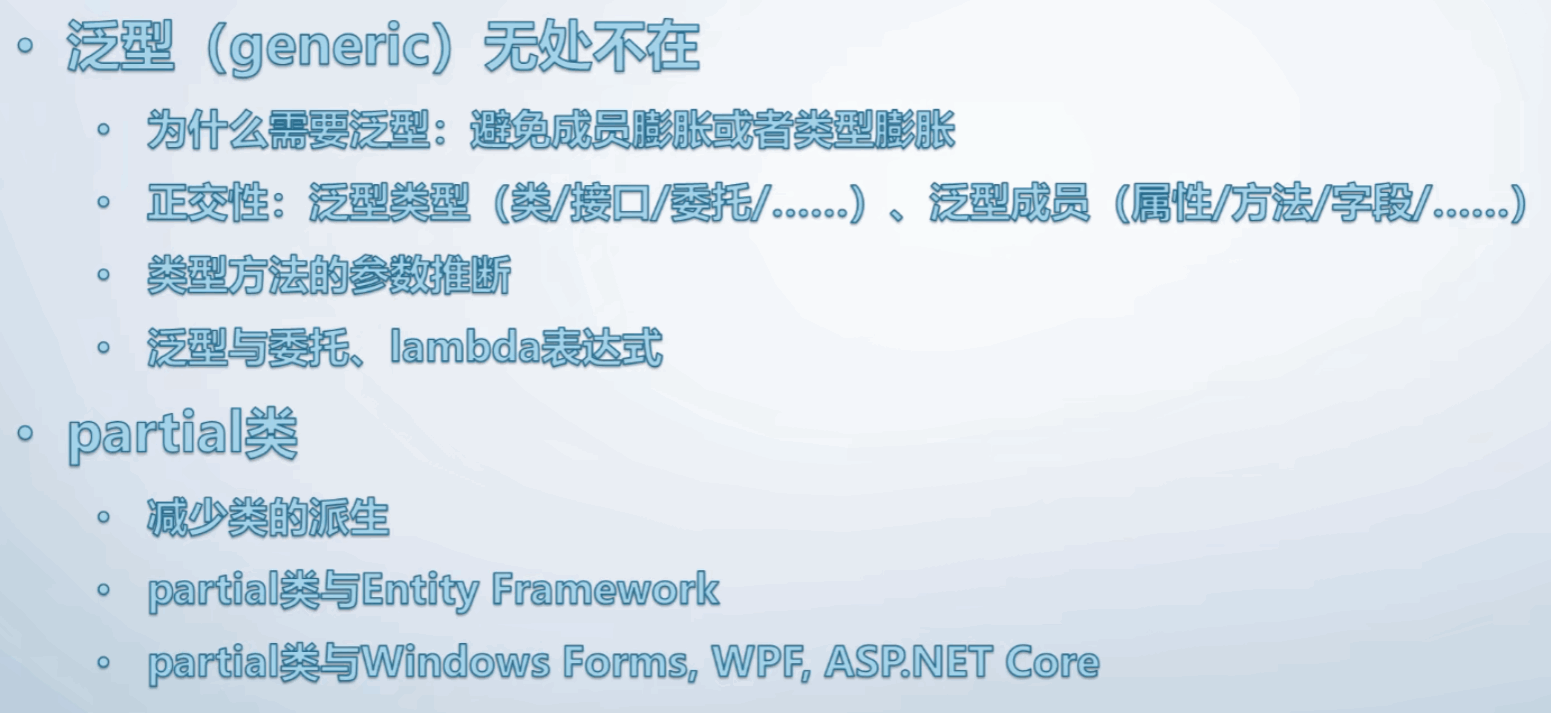 • 泛型（generic）无处不在
• 为什么需要泛型：避免成员膨胀或者类型膨胀
• 正交性：泛型类型（类/接口/委托/……）、泛型成员（属性/方法/字段/……）
• 类型方法的参数推断
• 泛型与委托、lambda表达式
• partial类
• 减少类的派生
• partial类与Entity Framework
• partial类与Windows Forms, WPF, ASP.NET Core